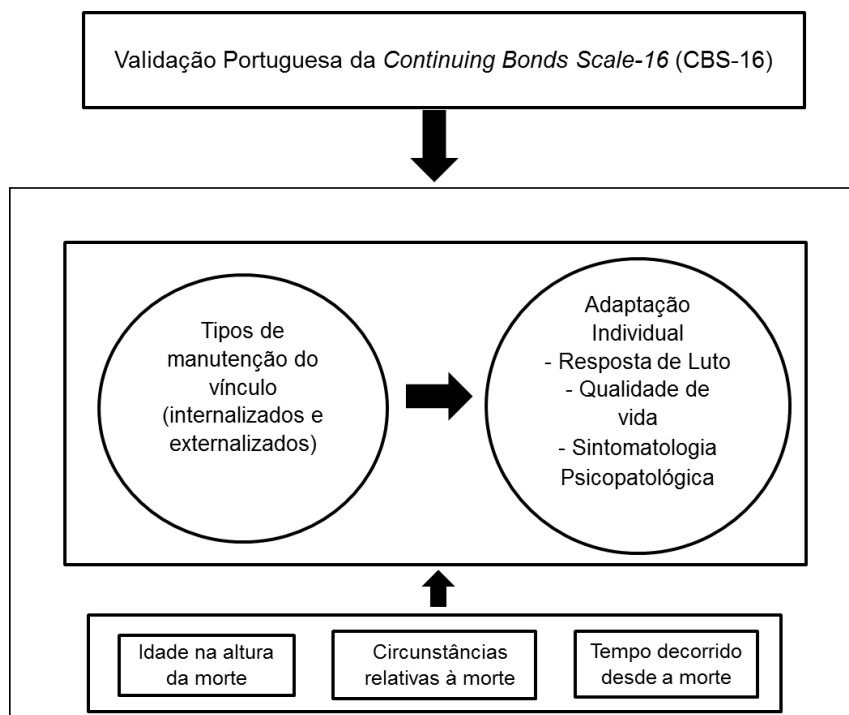 Validação Portuguesa da Continuing Bonds Scale-16 (CBS-16)
Tipos de
manutenção do
vínculo
(internalizados e
externalizados)
Adaptação
Individual
- Resposta de Luto
- Qualidade de
vida
- Sintomatologia
Psicopatológica
Idade na altura
da morte
Circunstâncias
relativas à morte
Tempo decorrido
desde a morte